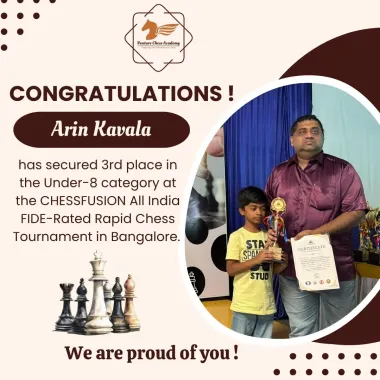 Venture Chess Academy
CONGRATULATIONS !
Arin Kavala
has secured 3rd place in
the Under-8 category at
the CHESSFUSION All India
FIDE-Rated Rapid Chess
Tournament in Bangalore.
We are proud of you !